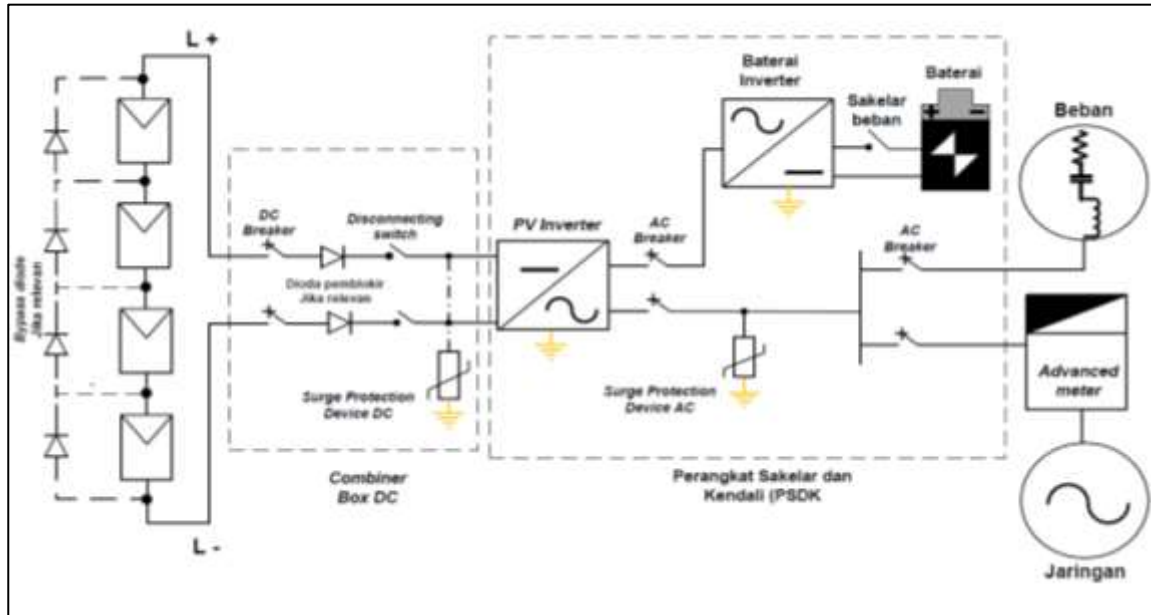 L +
Bypass diode
Jika relevan
DC
Breaker
Disconnecting
switch
Dioda pemblokir
Jika relevan
Surge Protection
Device DC
Combiner
Box DC
L -
PV Inverter
AC
Breaker
Baterai
Inverter
Sakelar
beban
Baterai
+ −
AC
Breaker
Surge Protection
Device AC
Perangkat Sakelar dan
Kendali (PSDK
Beban
Advanced
meter
Jaringan